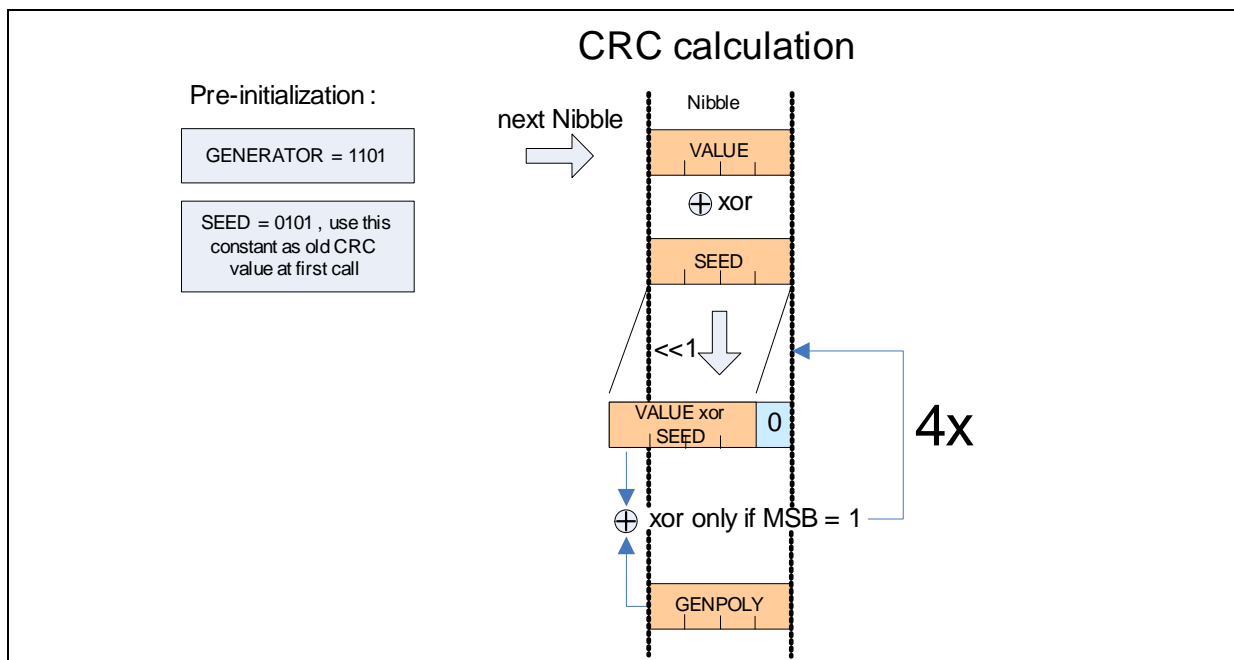 CRC calculation
Pre-initialization :
GENERATOR = 1101
SEED = 0101 , use this
constant as old CRC
value at first call
next Nibble
Nibble
VALUE
xor
SEED
<<1
VALUE xor
SEED
0
4x
xor only if MSB = 1
GENPOLY